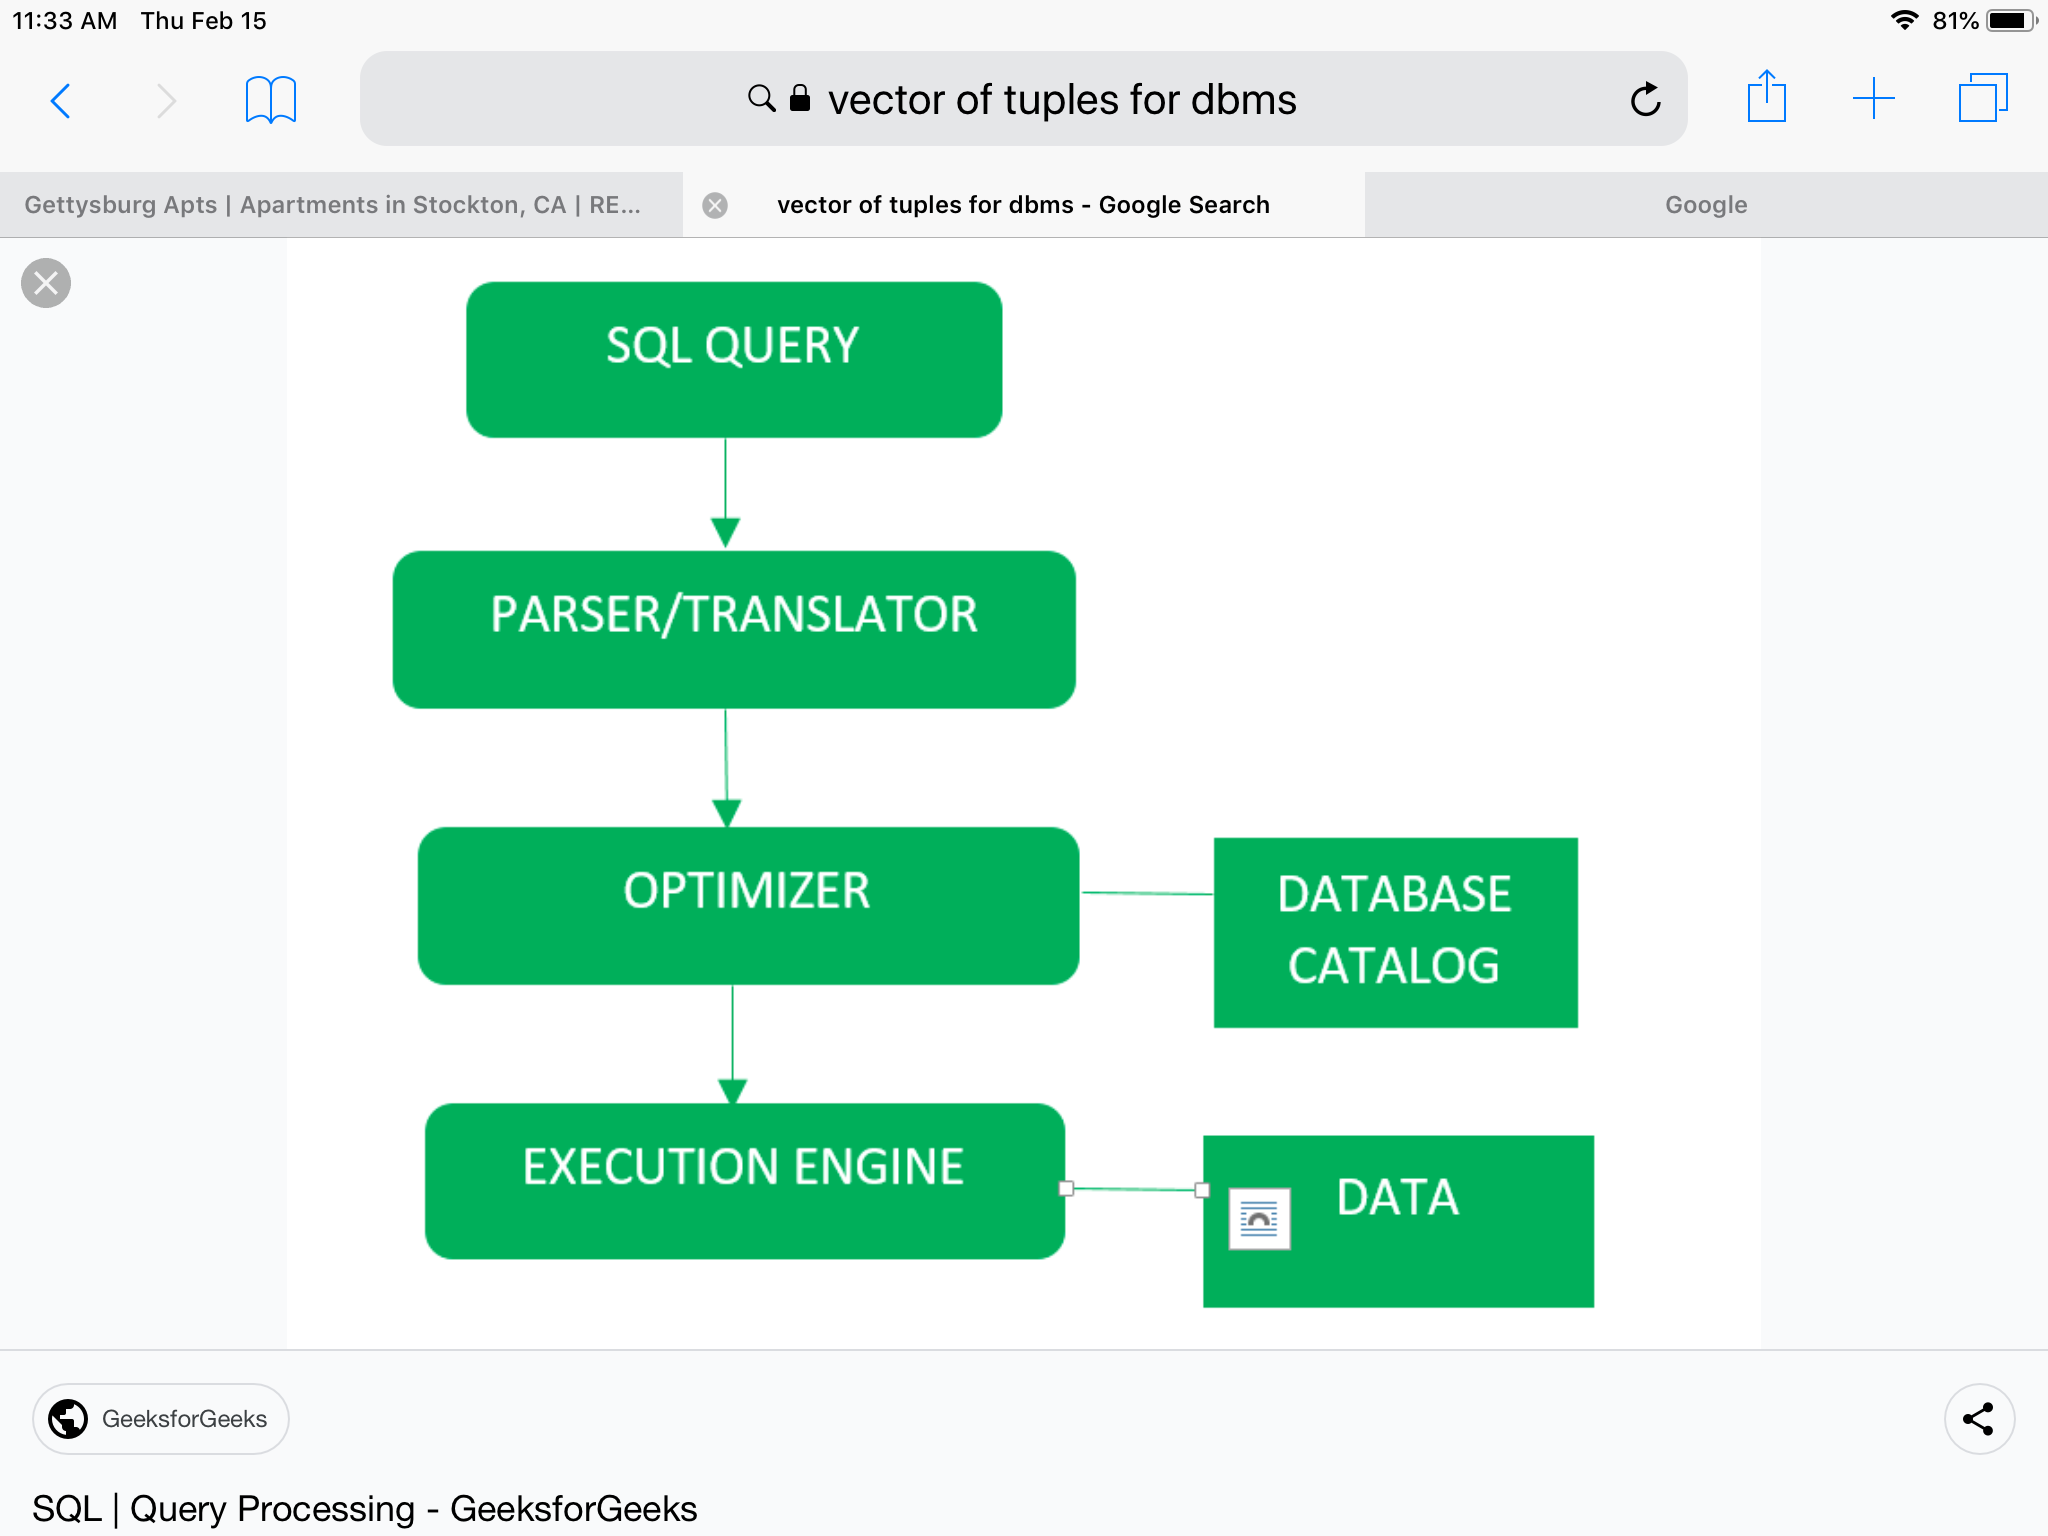 11:33 AM Thu Feb 15
81%
vector of tuples for dbms
Gettysburg Apts | Apartments in Stockton, CA | RE...
vector of tuples for dbms - Google Search
Google
SQL QUERY
PARSER/TRANSLATOR
OPTIMIZER
DATABASE
CATALOG
EXECUTION ENGINE
DATA
GeeksforGeeks
SQL | Query Processing - GeeksforGeeks